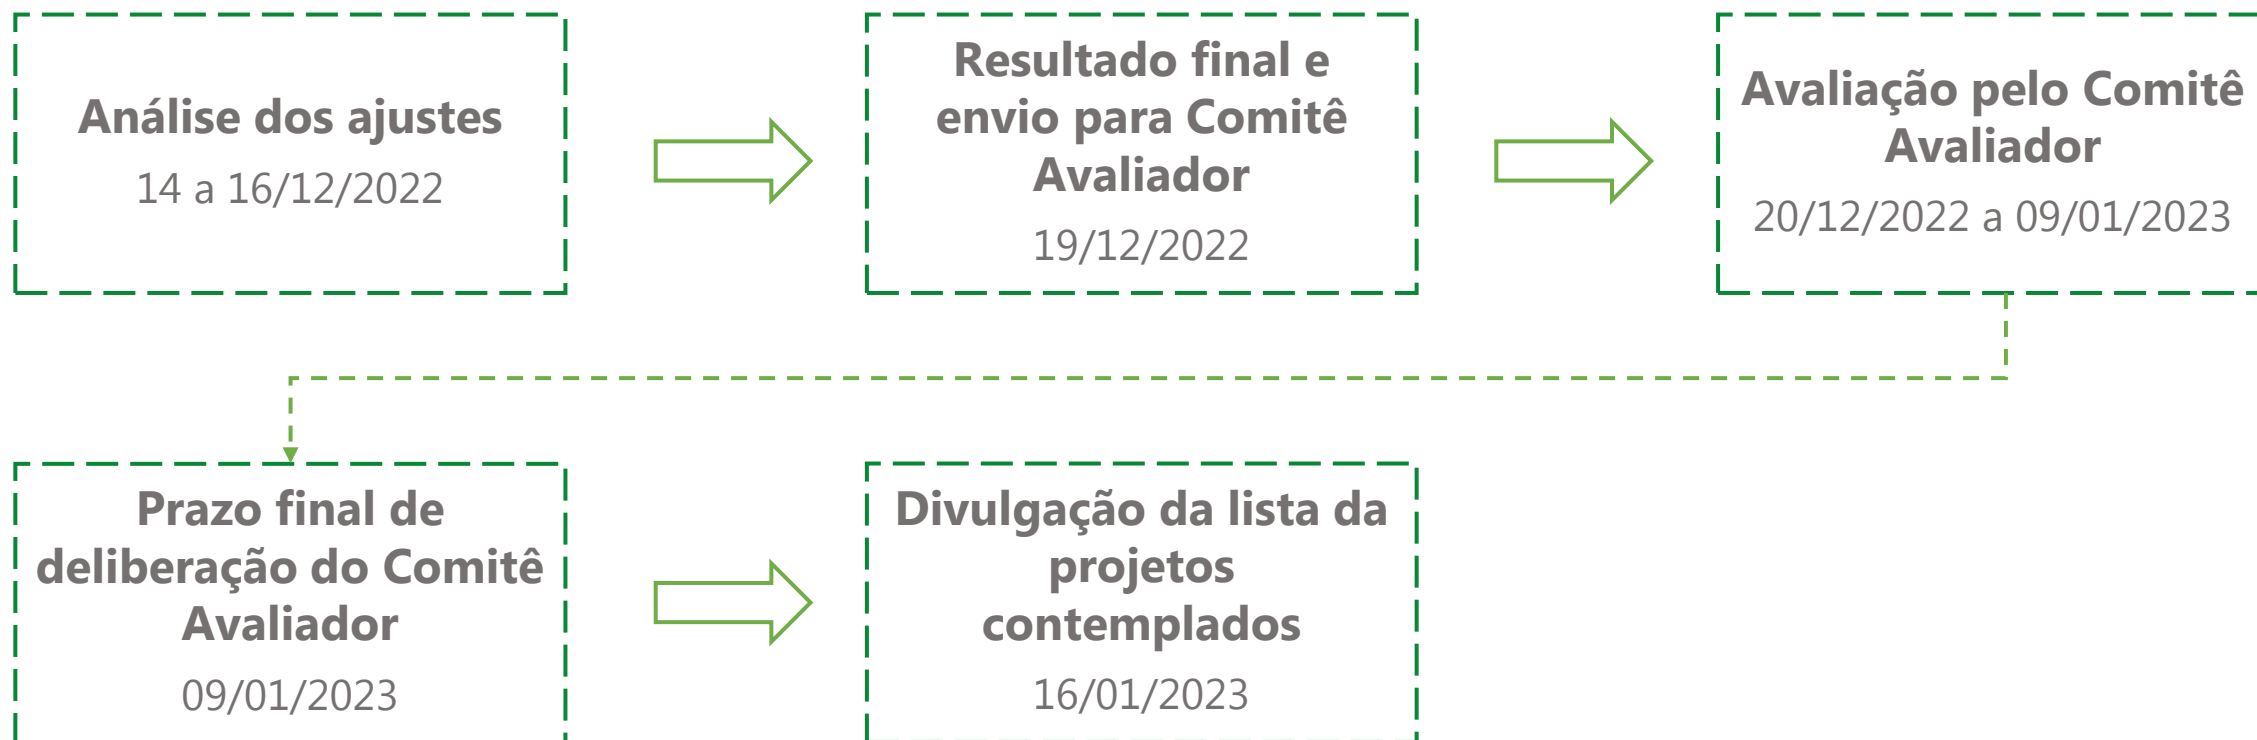 Análise dos ajustes
14 a 16/12/2022
Resultado final e
envio para Comitê
Avaliador
19/12/2022
Avaliação pelo Comitê
Avaliador
20/12/2022 a 09/01/2023
Prazo final de
deliberação do Comitê
Avaliador
09/01/2023
Divulgação da lista da
projetos
contemplados
16/01/2023